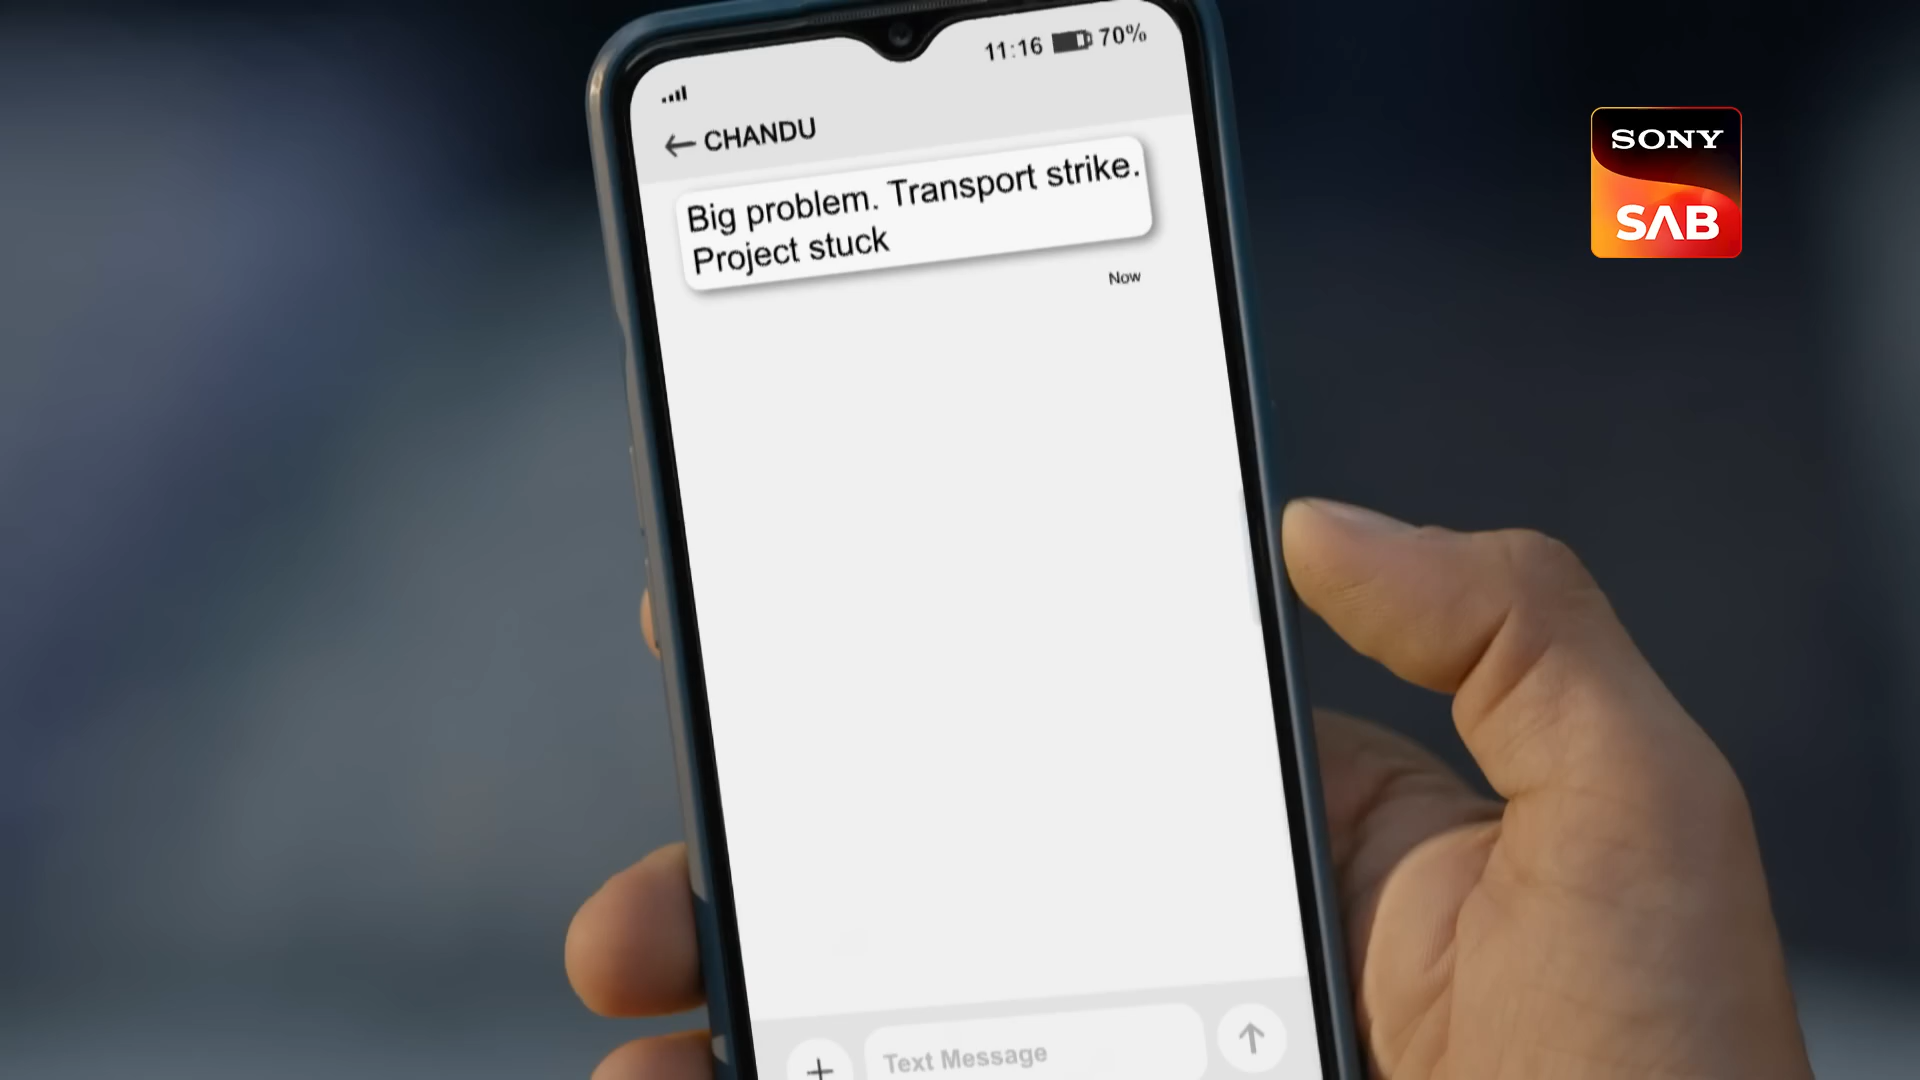 11:16 70%
CHANDU
Big problem. Transport strike.
Project stuck
Now
Text Message
SONY
SAB